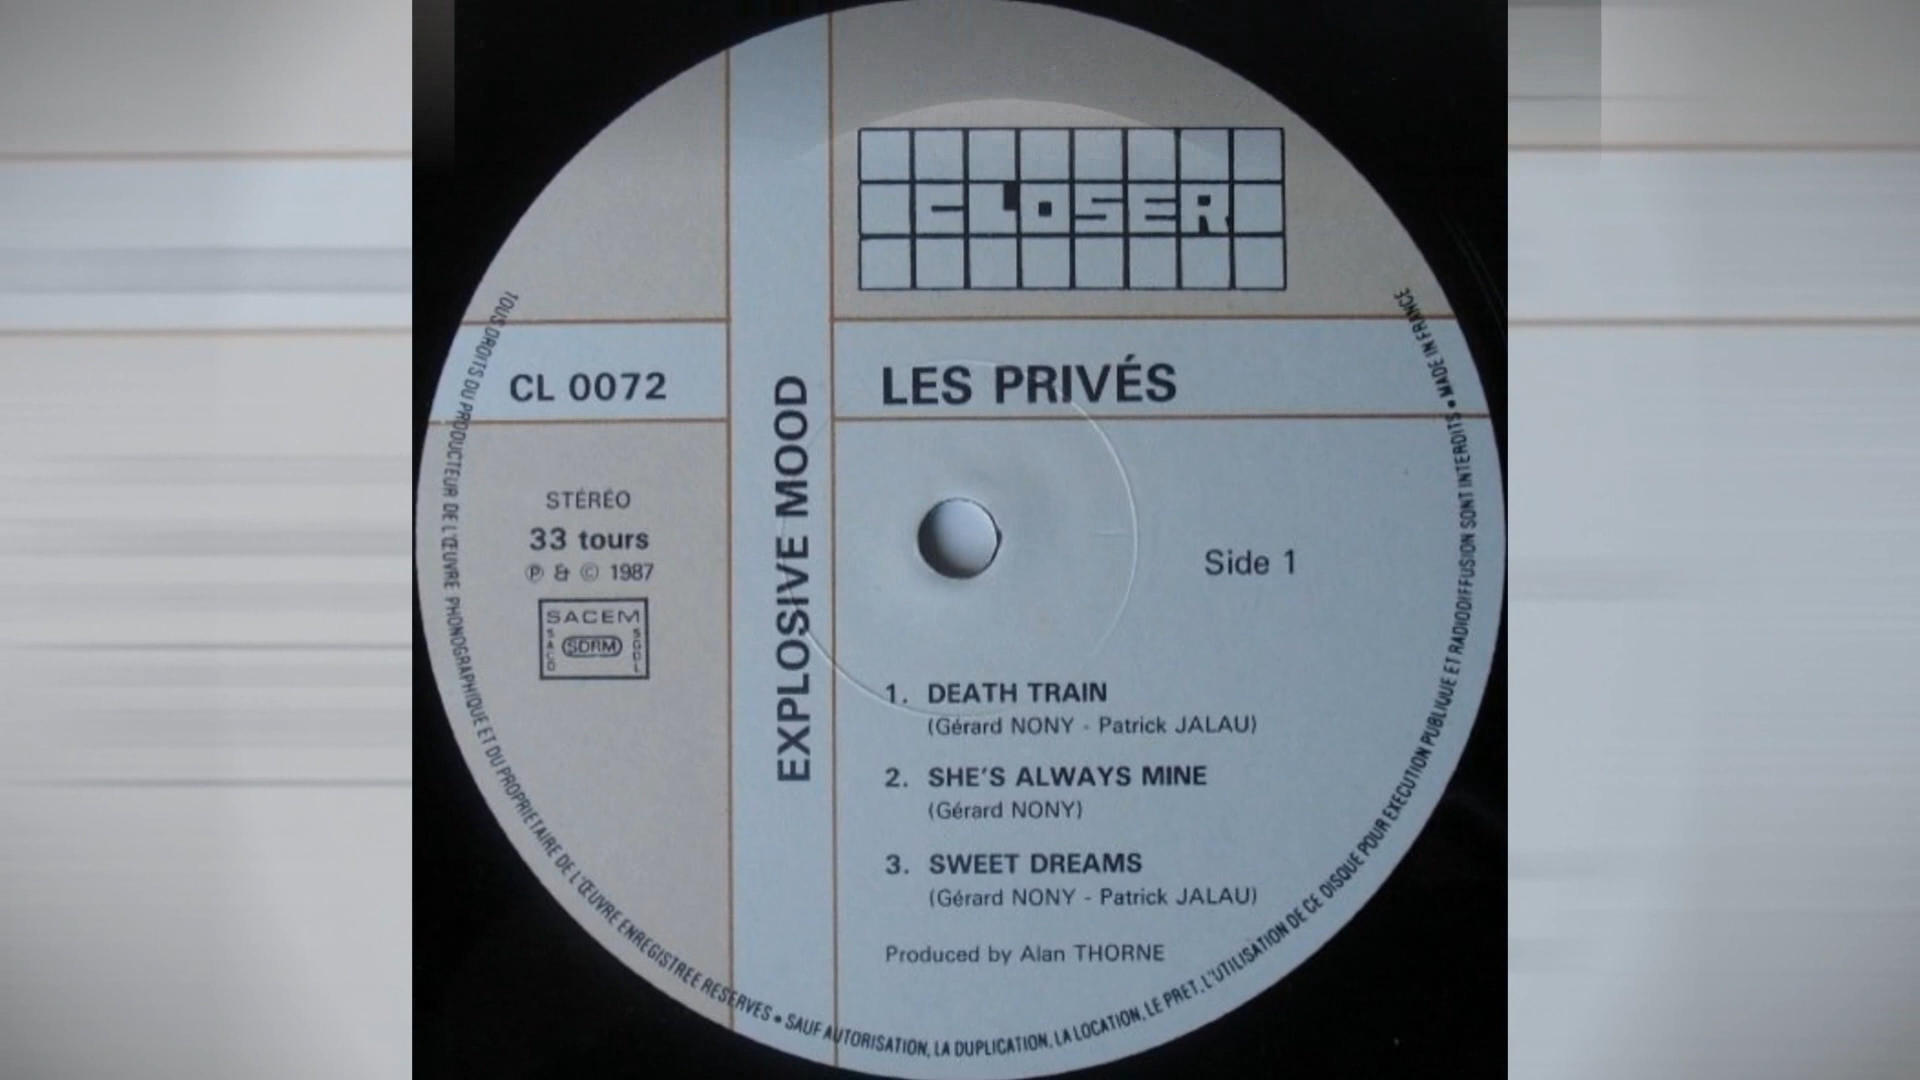 CLOSER
CL 0072
LES PRIVÉS
EXPLOSIVE MOOD
STÉRÉO
33 tours
Ⓟ & © 1987
SACEM
SACD
SDRM
SGDL
Side 1
1. DEATH TRAIN
(Gérard NONY - Patrick JALAU)
2. SHE'S ALWAYS MINE
(Gérard NONY)
3. SWEET DREAMS
(Gérard NONY - Patrick JALAU)
Produced by Alan THORNE
TOUS DROITS DU PRODUCTEUR DE L'ŒUVRE PHONOGRAPHIQUE ET DU PROPRIETAIRE DE L'ŒUVRE ENREGISTREE RESERVES • SAUF AUTORISATION, LA DUPLICATION, LA LOCATION, LE PRET, L'UTILISATION DE CE DISQUE POUR EXECUTION PUBLIQUE ET RADIODIFFUSION SONT INTERDITS • MADE IN FRANCE